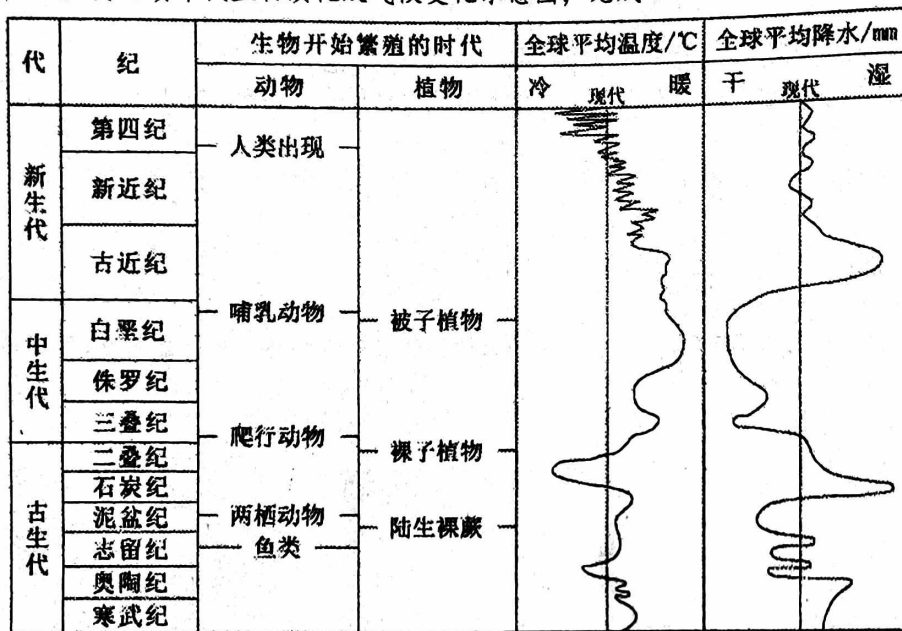 代 纪 生物开始繁殖的时代 全球平均温度/℃ 全球平均降水/mm
动物 植物 冷 现代 暖 干 现代 湿
新生代
第四纪
人类出现
新近纪
古近纪
中生代
哺乳动物
白垩纪
被子植物
侏罗纪
三叠纪
爬行动物
裸子植物
古生代
二叠纪
石炭纪
泥盆纪
两栖动物
陆生裸蕨
志留纪
鱼类
奥陶纪
寒武纪